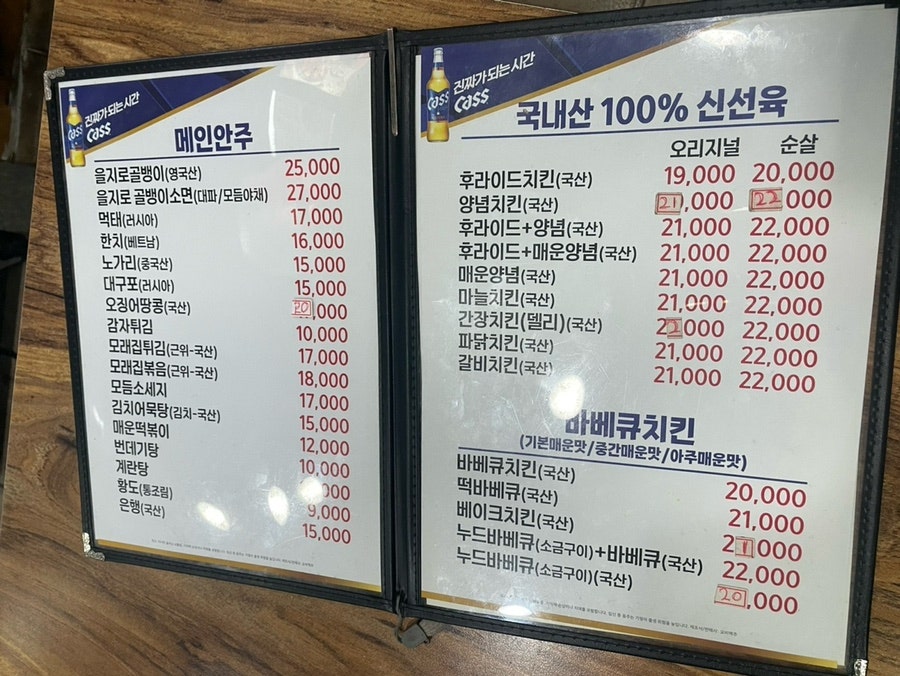 진짜가 되는 시간
Cass
메인안주
을지로골뱅이(영국산) 25,000
을지로 골뱅이소면(대파/모듬야채) 27,000
먹태(러시아) 17,000
한치(베트남) 16,000
노가리(중국산) 15,000
대구포(러시아) 15,000
오징어땅콩(국산) 20,000
감자튀김 10,000
모래집튀김(근위-국산) 17,000
모래집볶음(근위-국산) 18,000
모듬소세지 17,000
김치어묵탕(김치-국산) 15,000
매운떡볶이 12,000
번데기탕 10,000
계란탕 ,000
황도(통조림) 9,000
은행(국산) 15,000
진짜가 되는 시간
Cass
국내산 100% 신선육
오리지널 순살
후라이드치킨(국산) 19,000 20,000
양념치킨(국산) 21,000 22,000
후라이드+양념(국산) 21,000 22,000
후라이드+매운양념(국산) 21,000 22,000
매운양념(국산) 21,000 22,000
마늘치킨(국산) 21,000 22,000
간장치킨(델리)(국산) 21,000 22,000
파닭치킨(국산) 21,000 22,000
갈비치킨(국산) 21,000 22,000
바베큐치킨
(기본매운맛/중간매운맛/아주매운맛)
바베큐치킨(국산) 20,000
떡바베큐(국산) 21,000
베이크치킨(국산) 21,000
누드바베큐(소금구이)+바베큐(국산) 22,000
누드바베큐(소금구이)(국산) 20,000